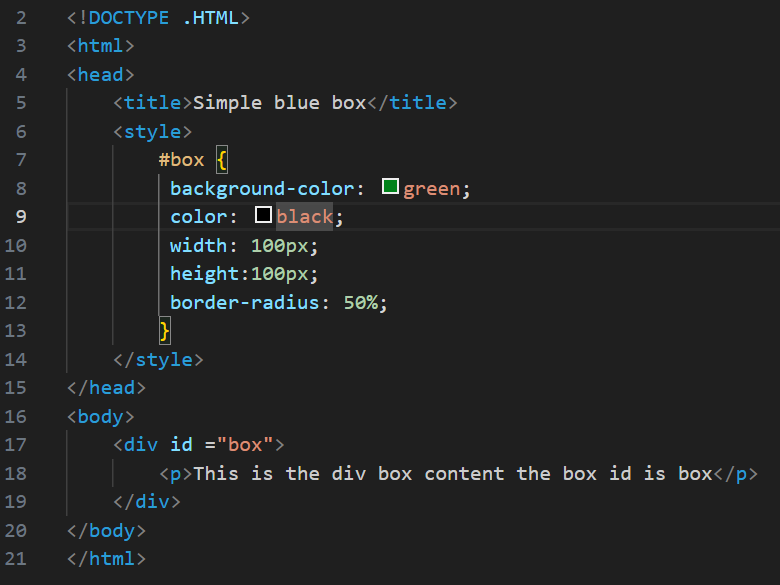 2 <!DOCTYPE .HTML>
3 <html>
4 <head>
5 <title>Simple blue box</title>
6 <style>
7 #box {
8 background-color: green;
9 color: black;
10 width: 100px;
11 height:100px;
12 border-radius: 50%;
13 }
14 </style>
15 </head>
16 <body>
17 <div id ="box">
18 <p>This is the div box content the box id is box</p>
19 </div>
20 </body>
21 </html>